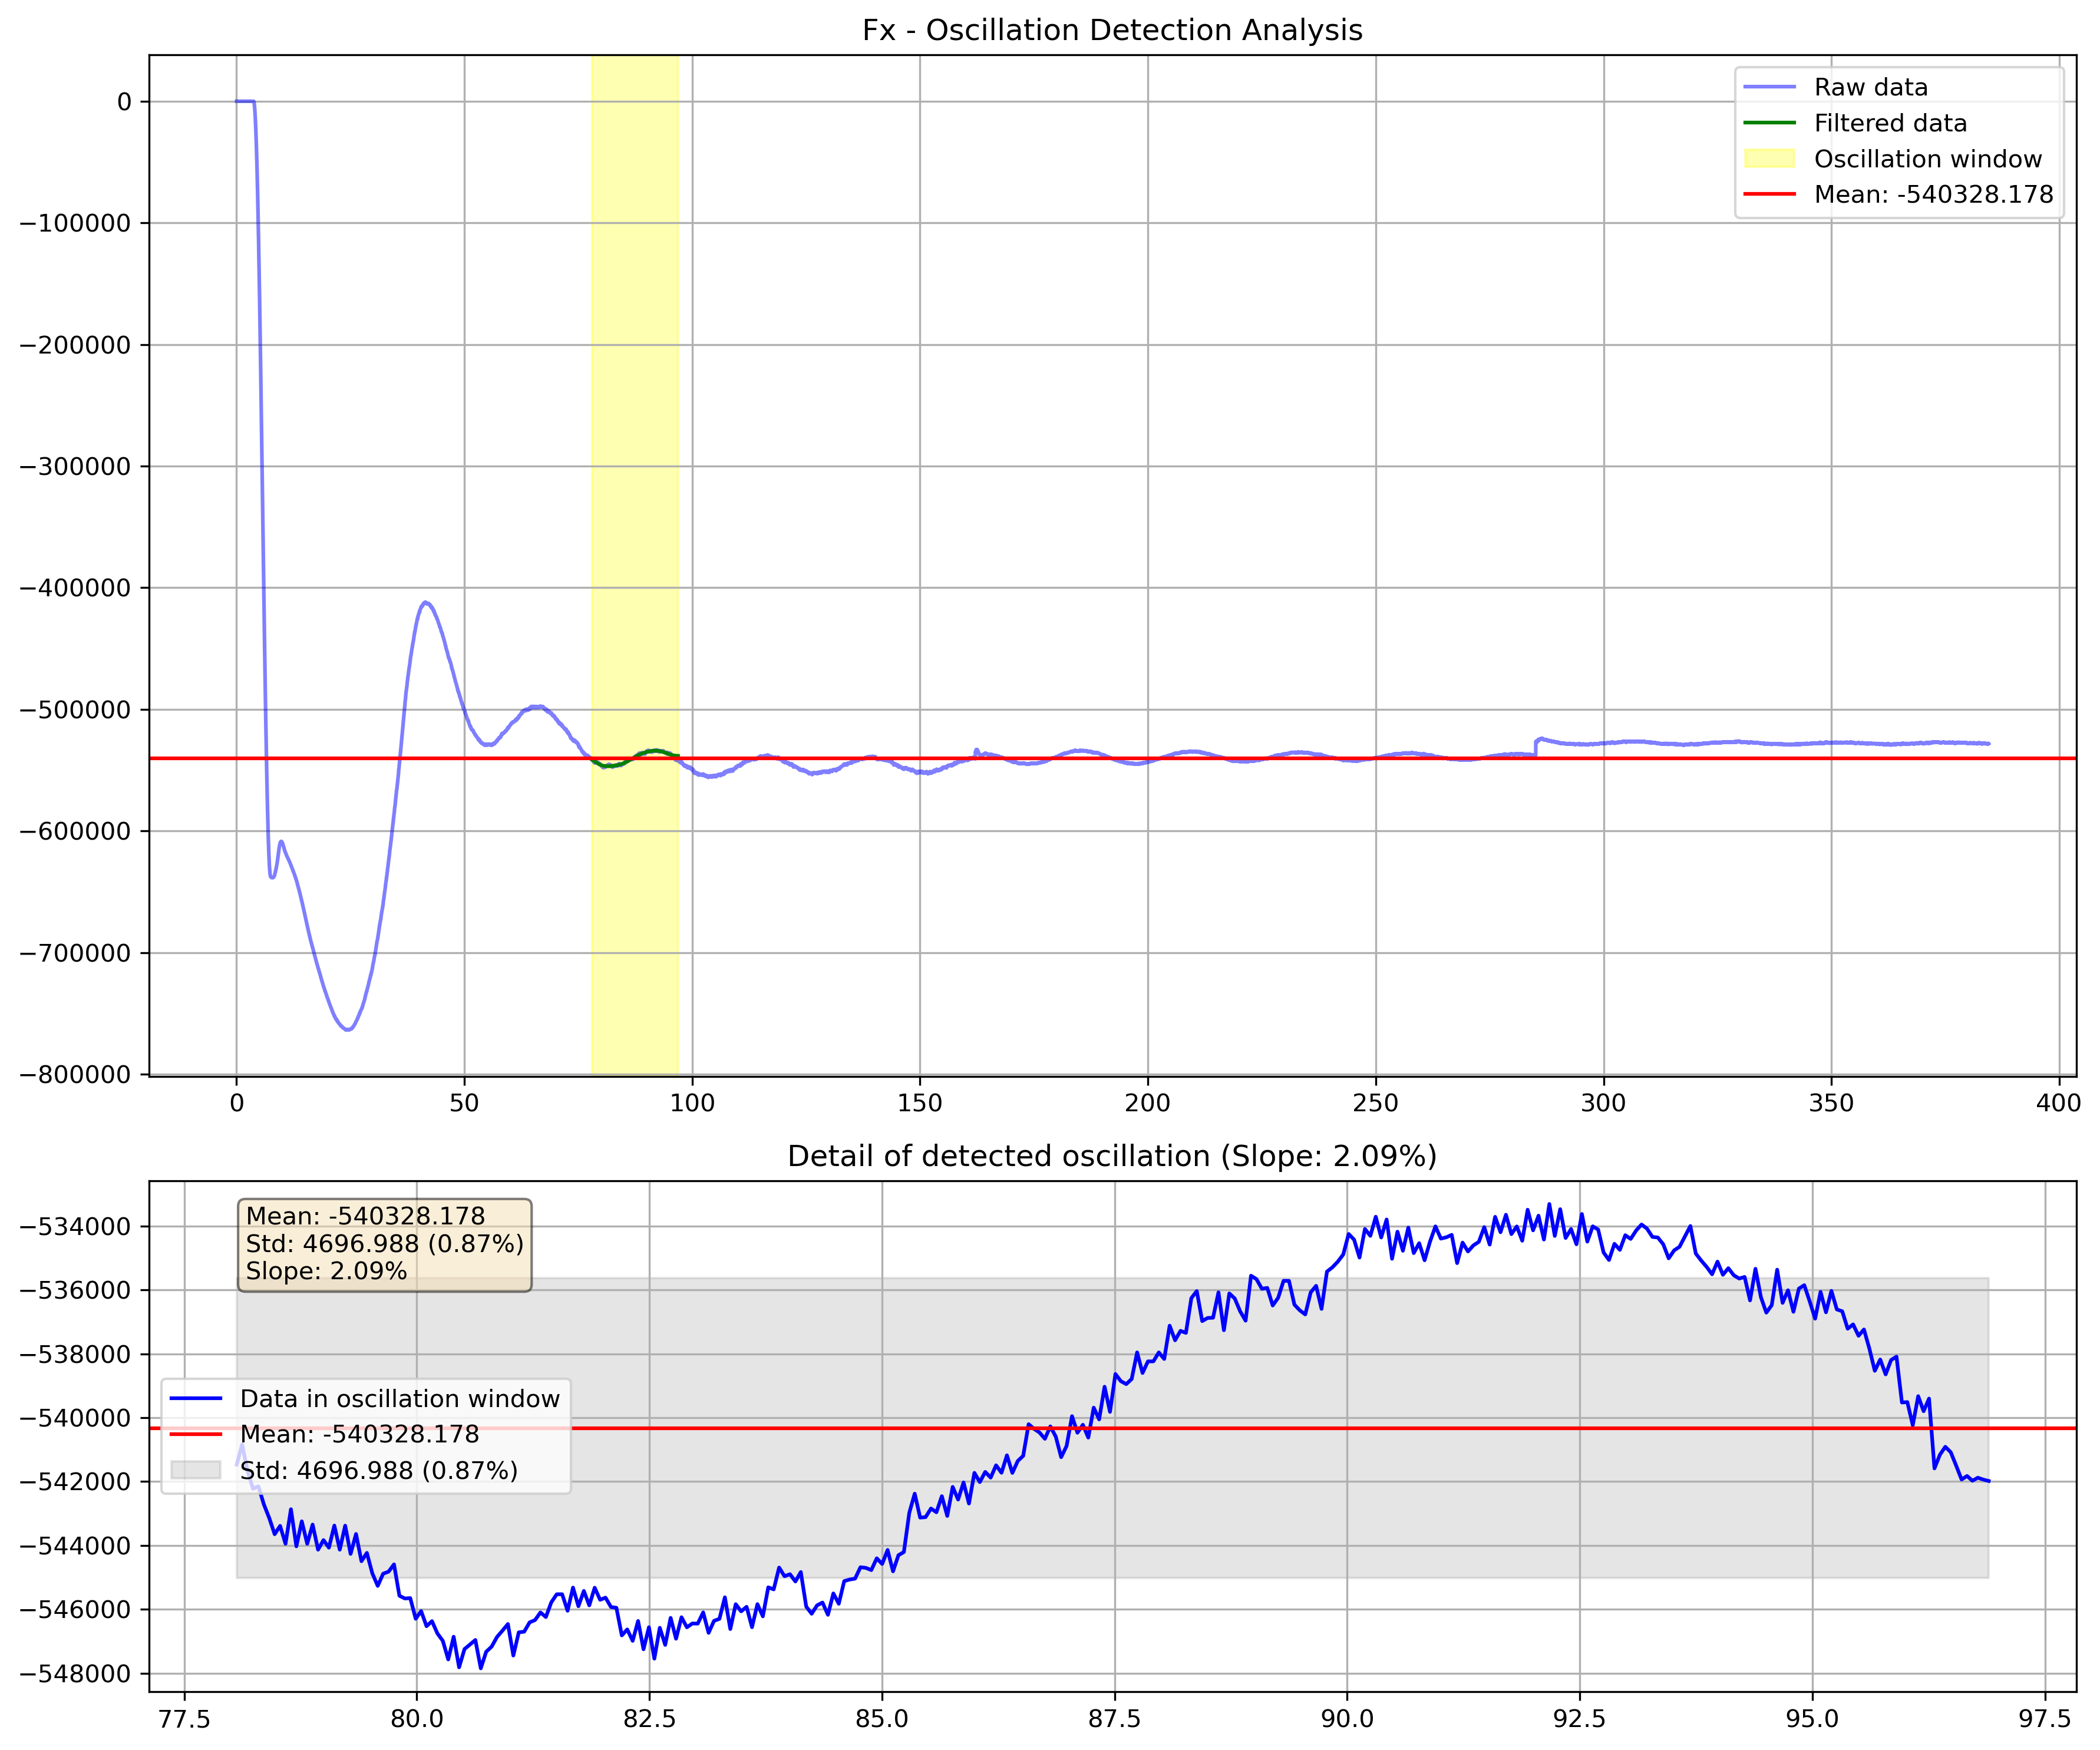 Fx - Oscillation Detection Analysis
Raw data
Filtered data
Oscillation window
Mean: -540328.178
0
−100000
−200000
−300000
−400000
−500000
−600000
−700000
−800000
0 50 100 150 200 250 300 350 400
Detail of detected oscillation (Slope: 2.09%)
Mean: -540328.178
Std: 4696.988 (0.87%)
Slope: 2.09%
Data in oscillation window
Mean: -540328.178
Std: 4696.988 (0.87%)
−534000
−536000
−538000
−540000
−542000
−544000
−546000
−548000
77.5 80.0 82.5 85.0 87.5 90.0 92.5 95.0 97.5